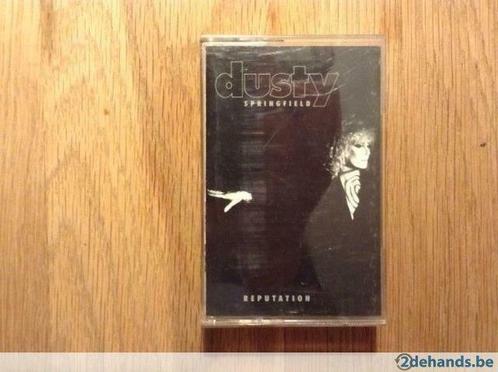 dusty
SPRINGFIELD
REPUTATION
2dehands.be